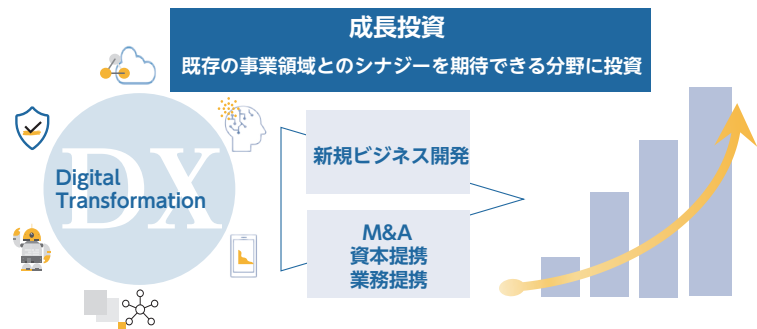 成長投資
既存の事業領域とのシナジーを期待できる分野に投資
DX
Digital
Transformation
新規ビジネス開発
M&A
資本提携
業務提携